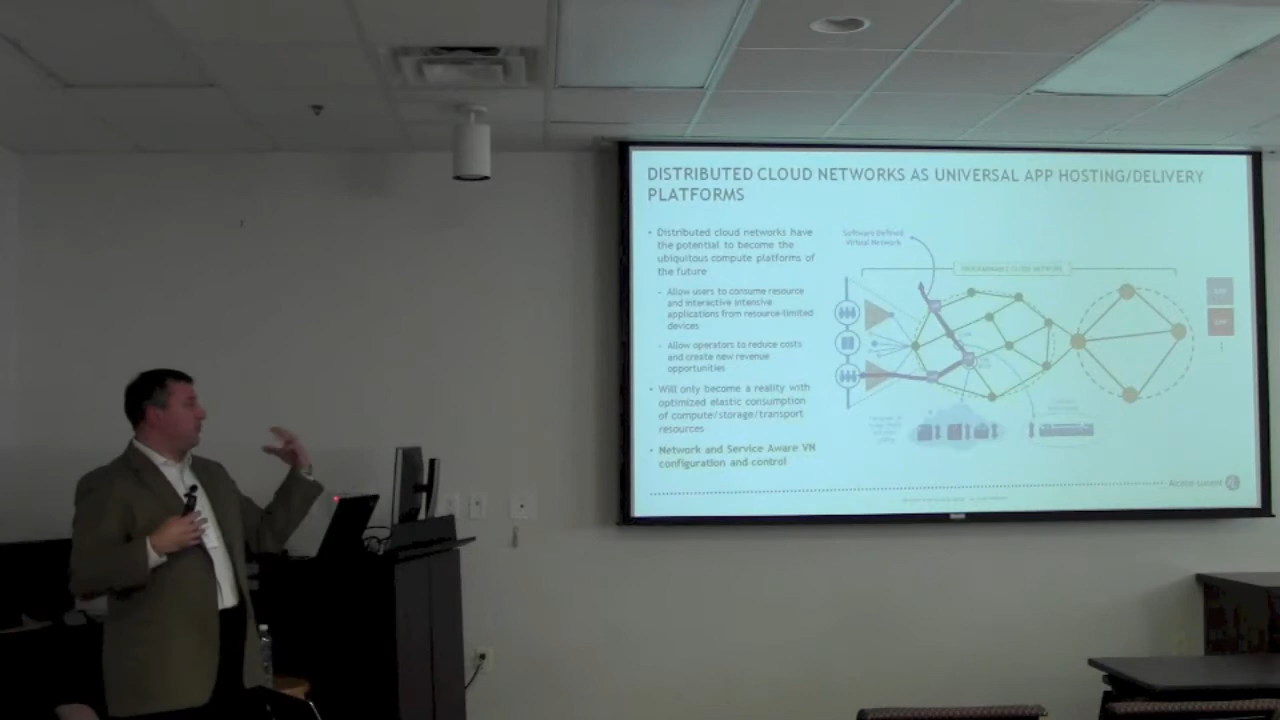 DISTRIBUTED CLOUD NETWORKS AS UNIVERSAL APP HOSTING/DELIVERY
PLATFORMS
• Distributed cloud networks have
the potential to become the
ubiquitous compute platforms of
the future
- Allow users to consume resource
and interactive intensive
applications from resource-limited
devices
- Allow operators to reduce costs
and create new revenue
opportunities
• Will only become a reality with
optimized elastic consumption
of compute/storage/transport
resources
• Network and Service Aware VN
configuration and control
Software Defined
Virtual Network
PROGRAMMABLE CLOUD NETWORK
Alcatel-Lucent